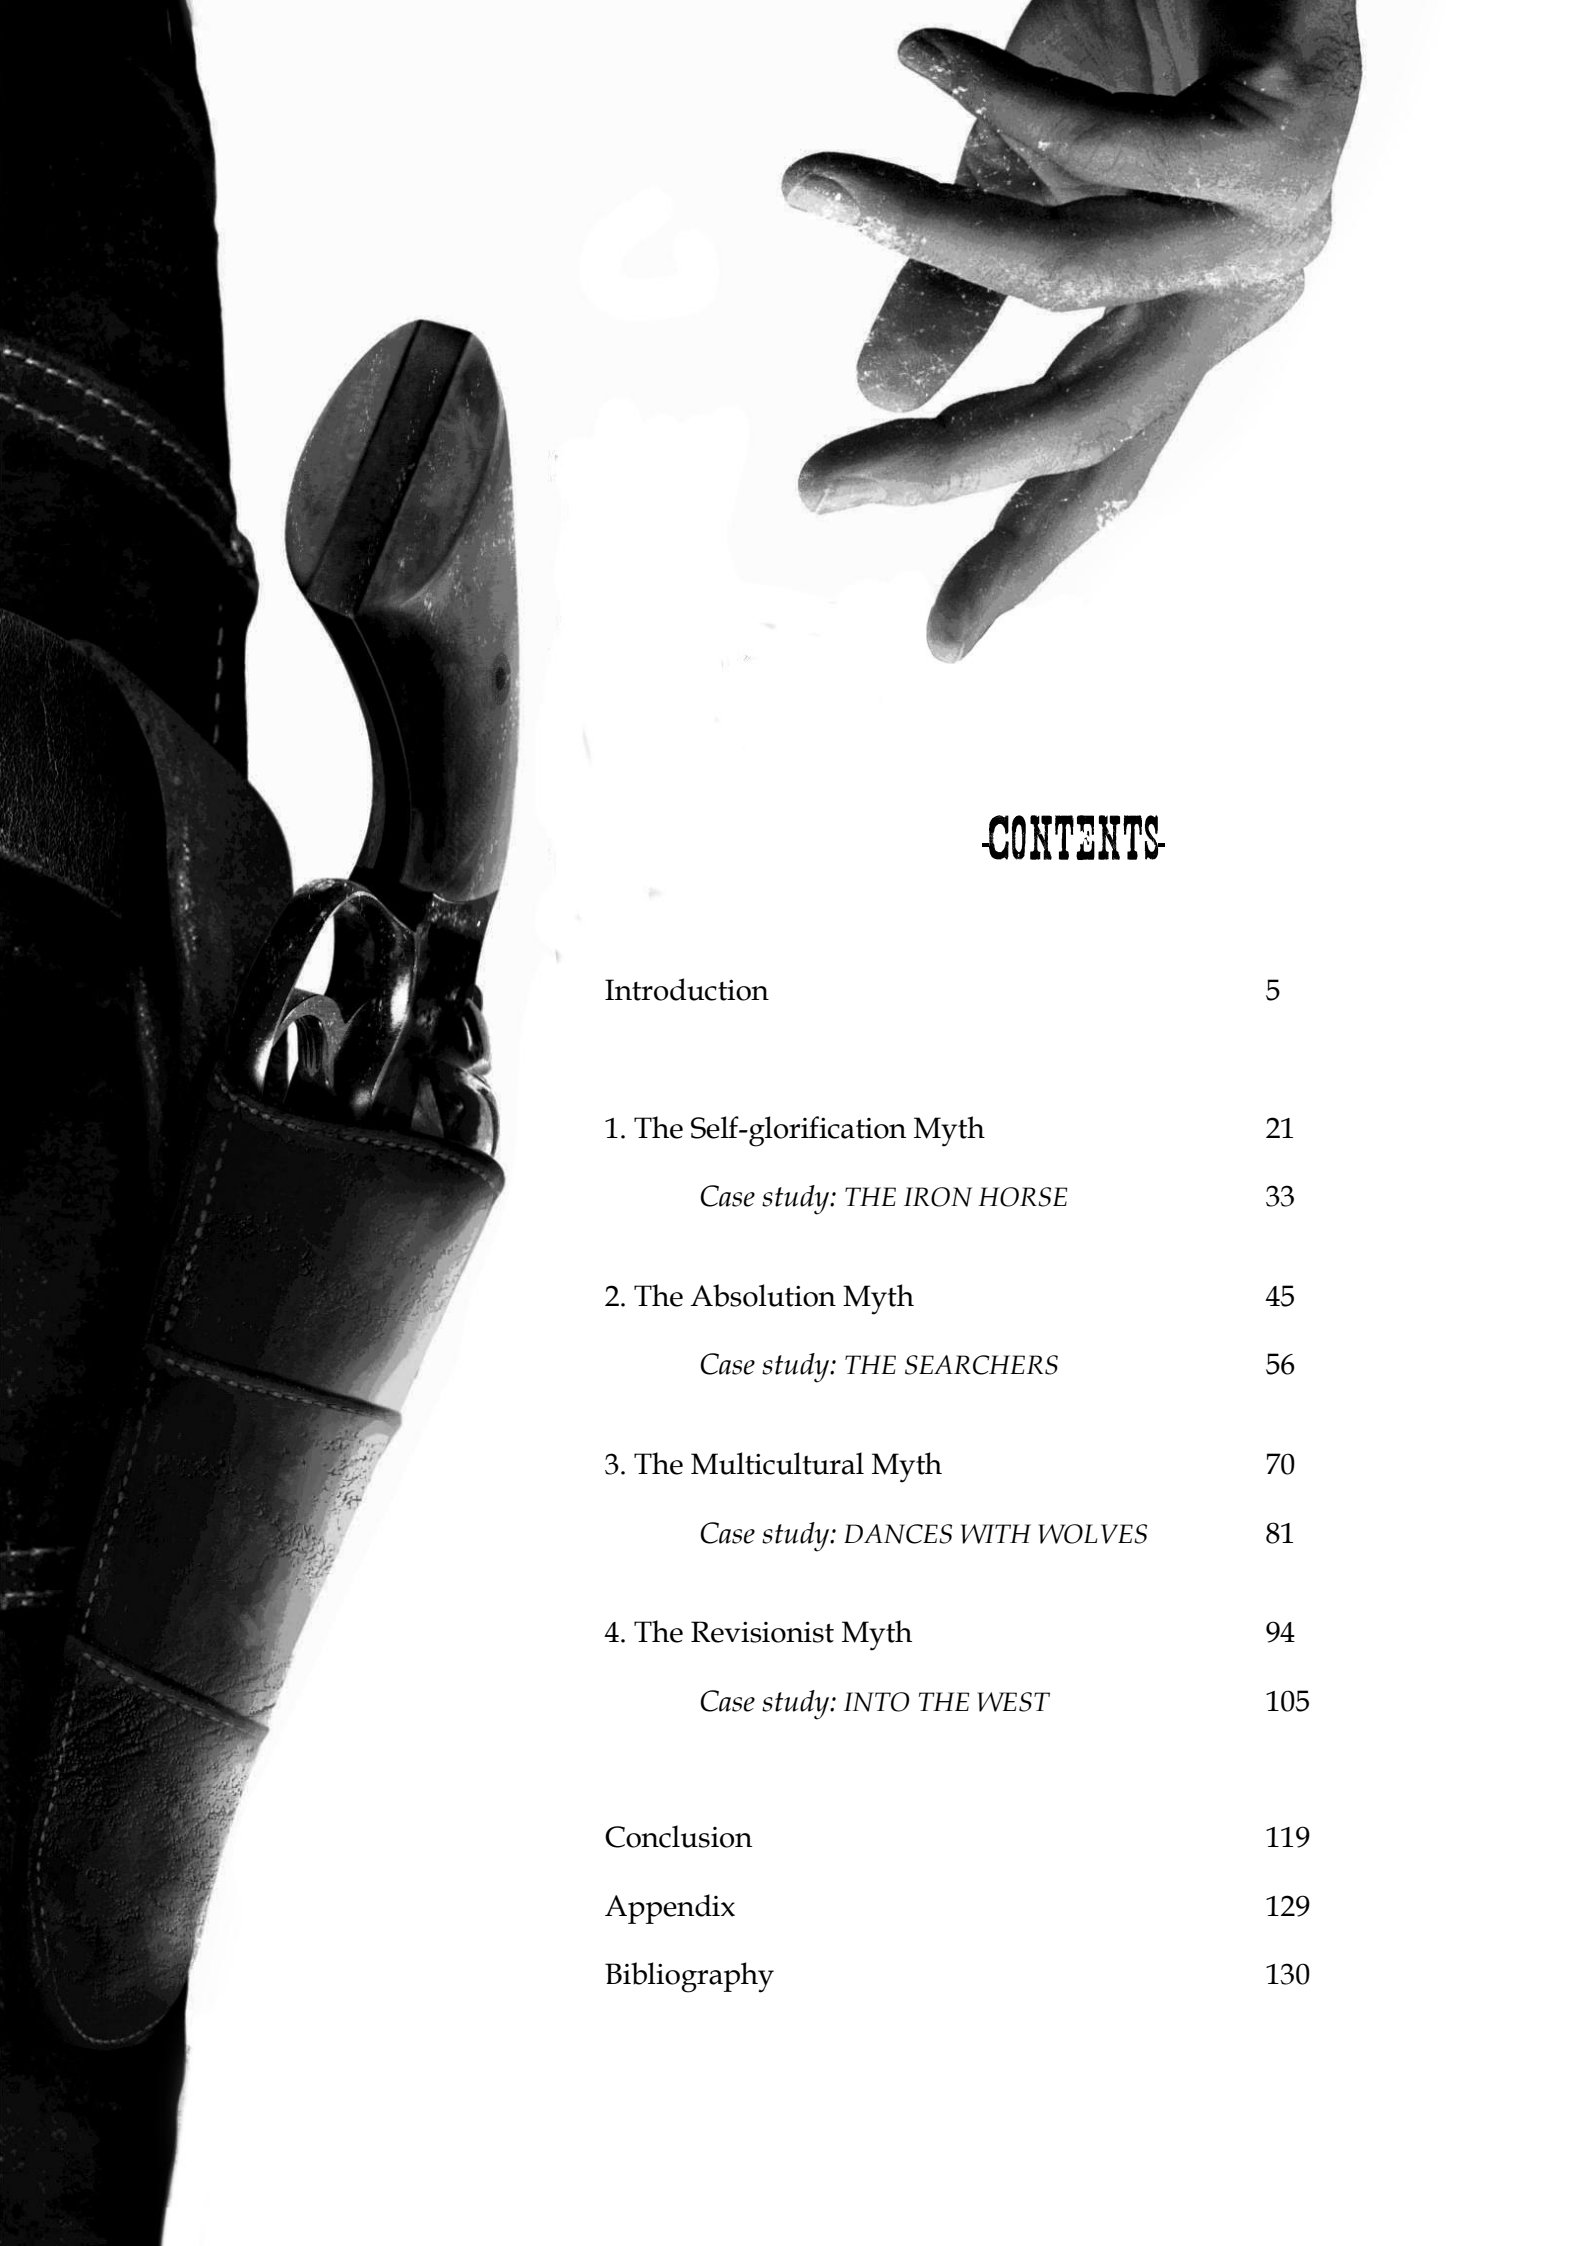 -CONTENTS-
Introduction 5
1. The Self-glorification Myth 21
Case study: THE IRON HORSE 33
2. The Absolution Myth 45
Case study: THE SEARCHERS 56
3. The Multicultural Myth 70
Case study: DANCES WITH WOLVES 81
4. The Revisionist Myth 94
Case study: INTO THE WEST 105
Conclusion 119
Appendix 129
Bibliography 130